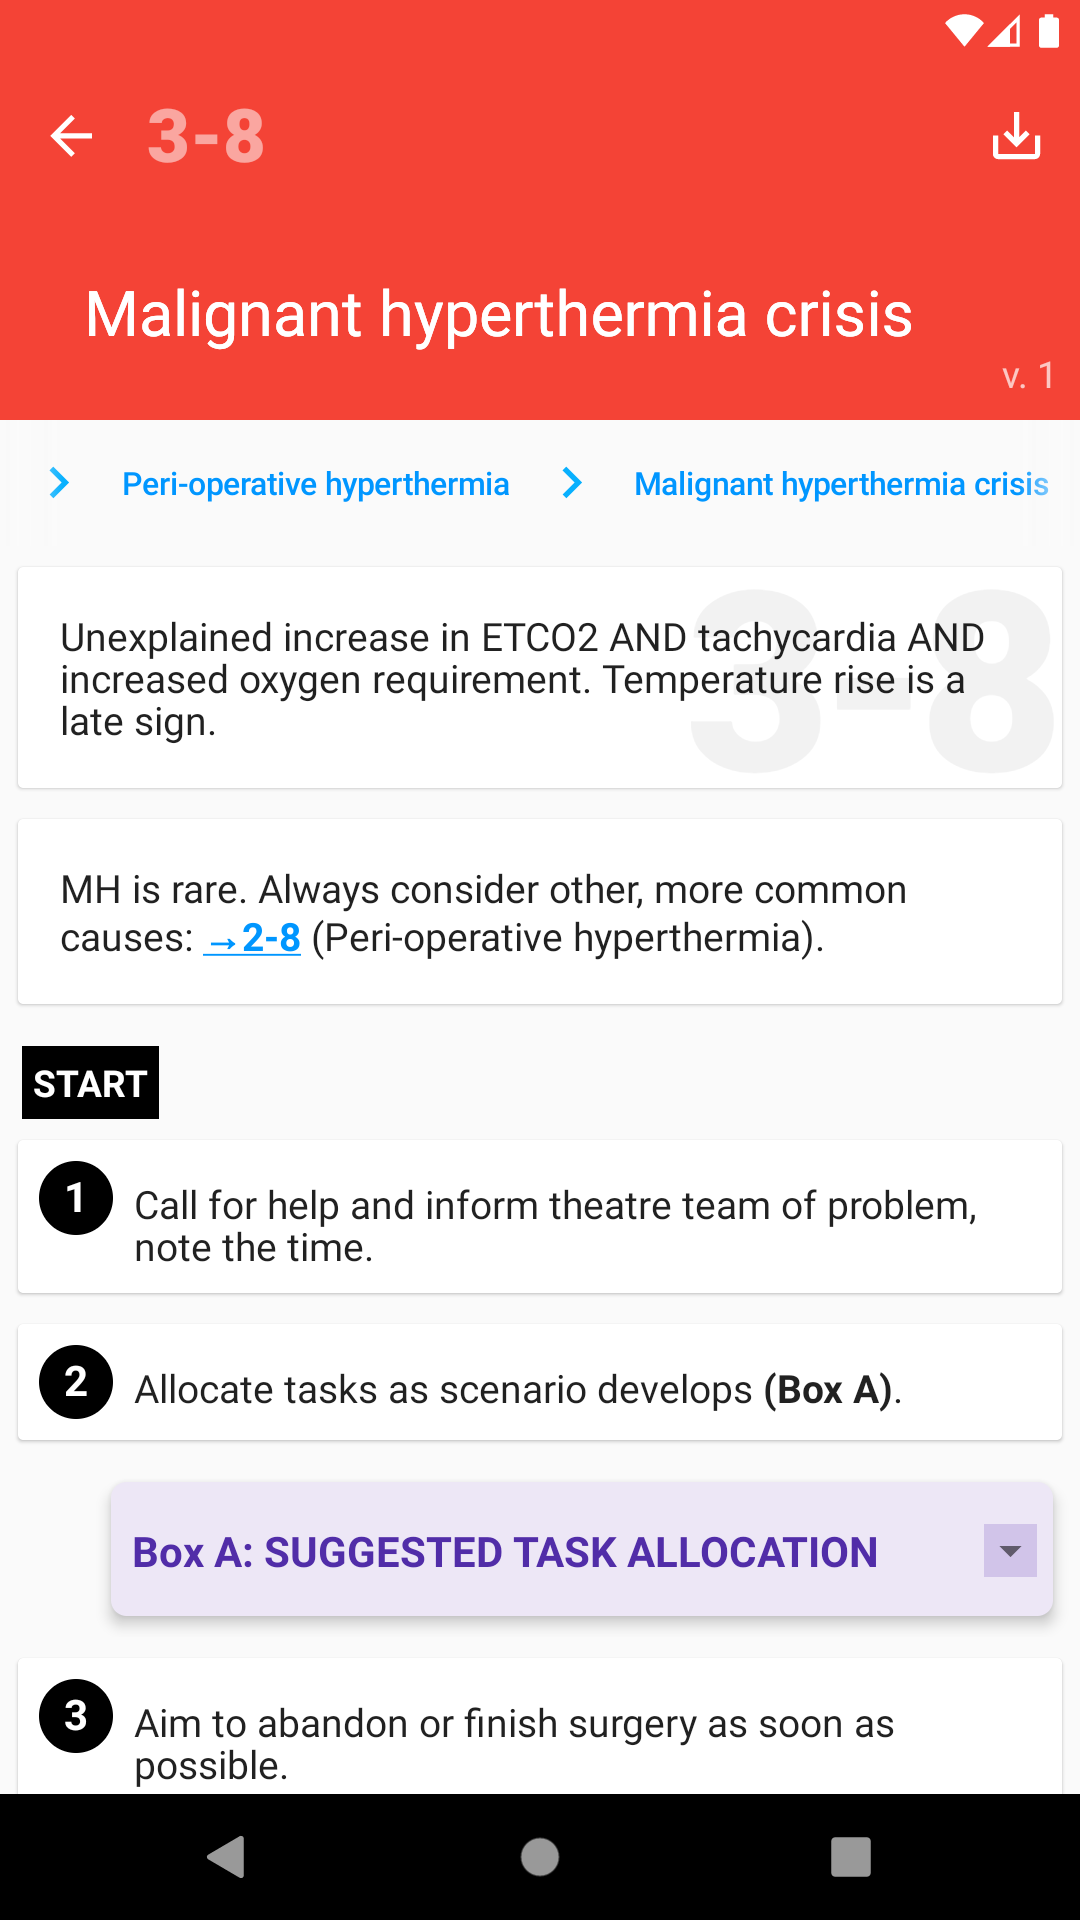 3-8
Malignant hyperthermia crisis
v. 1
Peri-operative hyperthermia
Malignant hyperthermia crisis
3-8
Unexplained increase in ETCO2 AND tachycardia AND
increased oxygen requirement. Temperature rise is a
late sign.
MH is rare. Always consider other, more common
causes: →2-8 (Peri-operative hyperthermia).
START
1
Call for help and inform theatre team of problem,
note the time.
2
Allocate tasks as scenario develops (Box A).
Box A: SUGGESTED TASK ALLOCATION
3
Aim to abandon or finish surgery as soon as
possible.